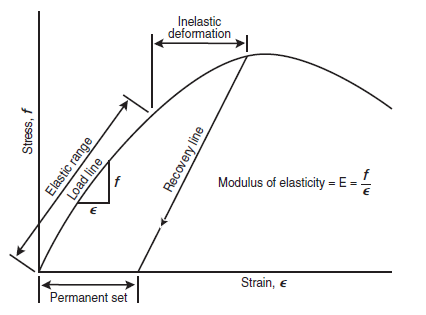 Inelastic
deformation
Stress, f
Elastic range
Load line
f
ϵ
Recovery line
Modulus of elasticity = E = f/ϵ
Strain, ϵ
Permanent set